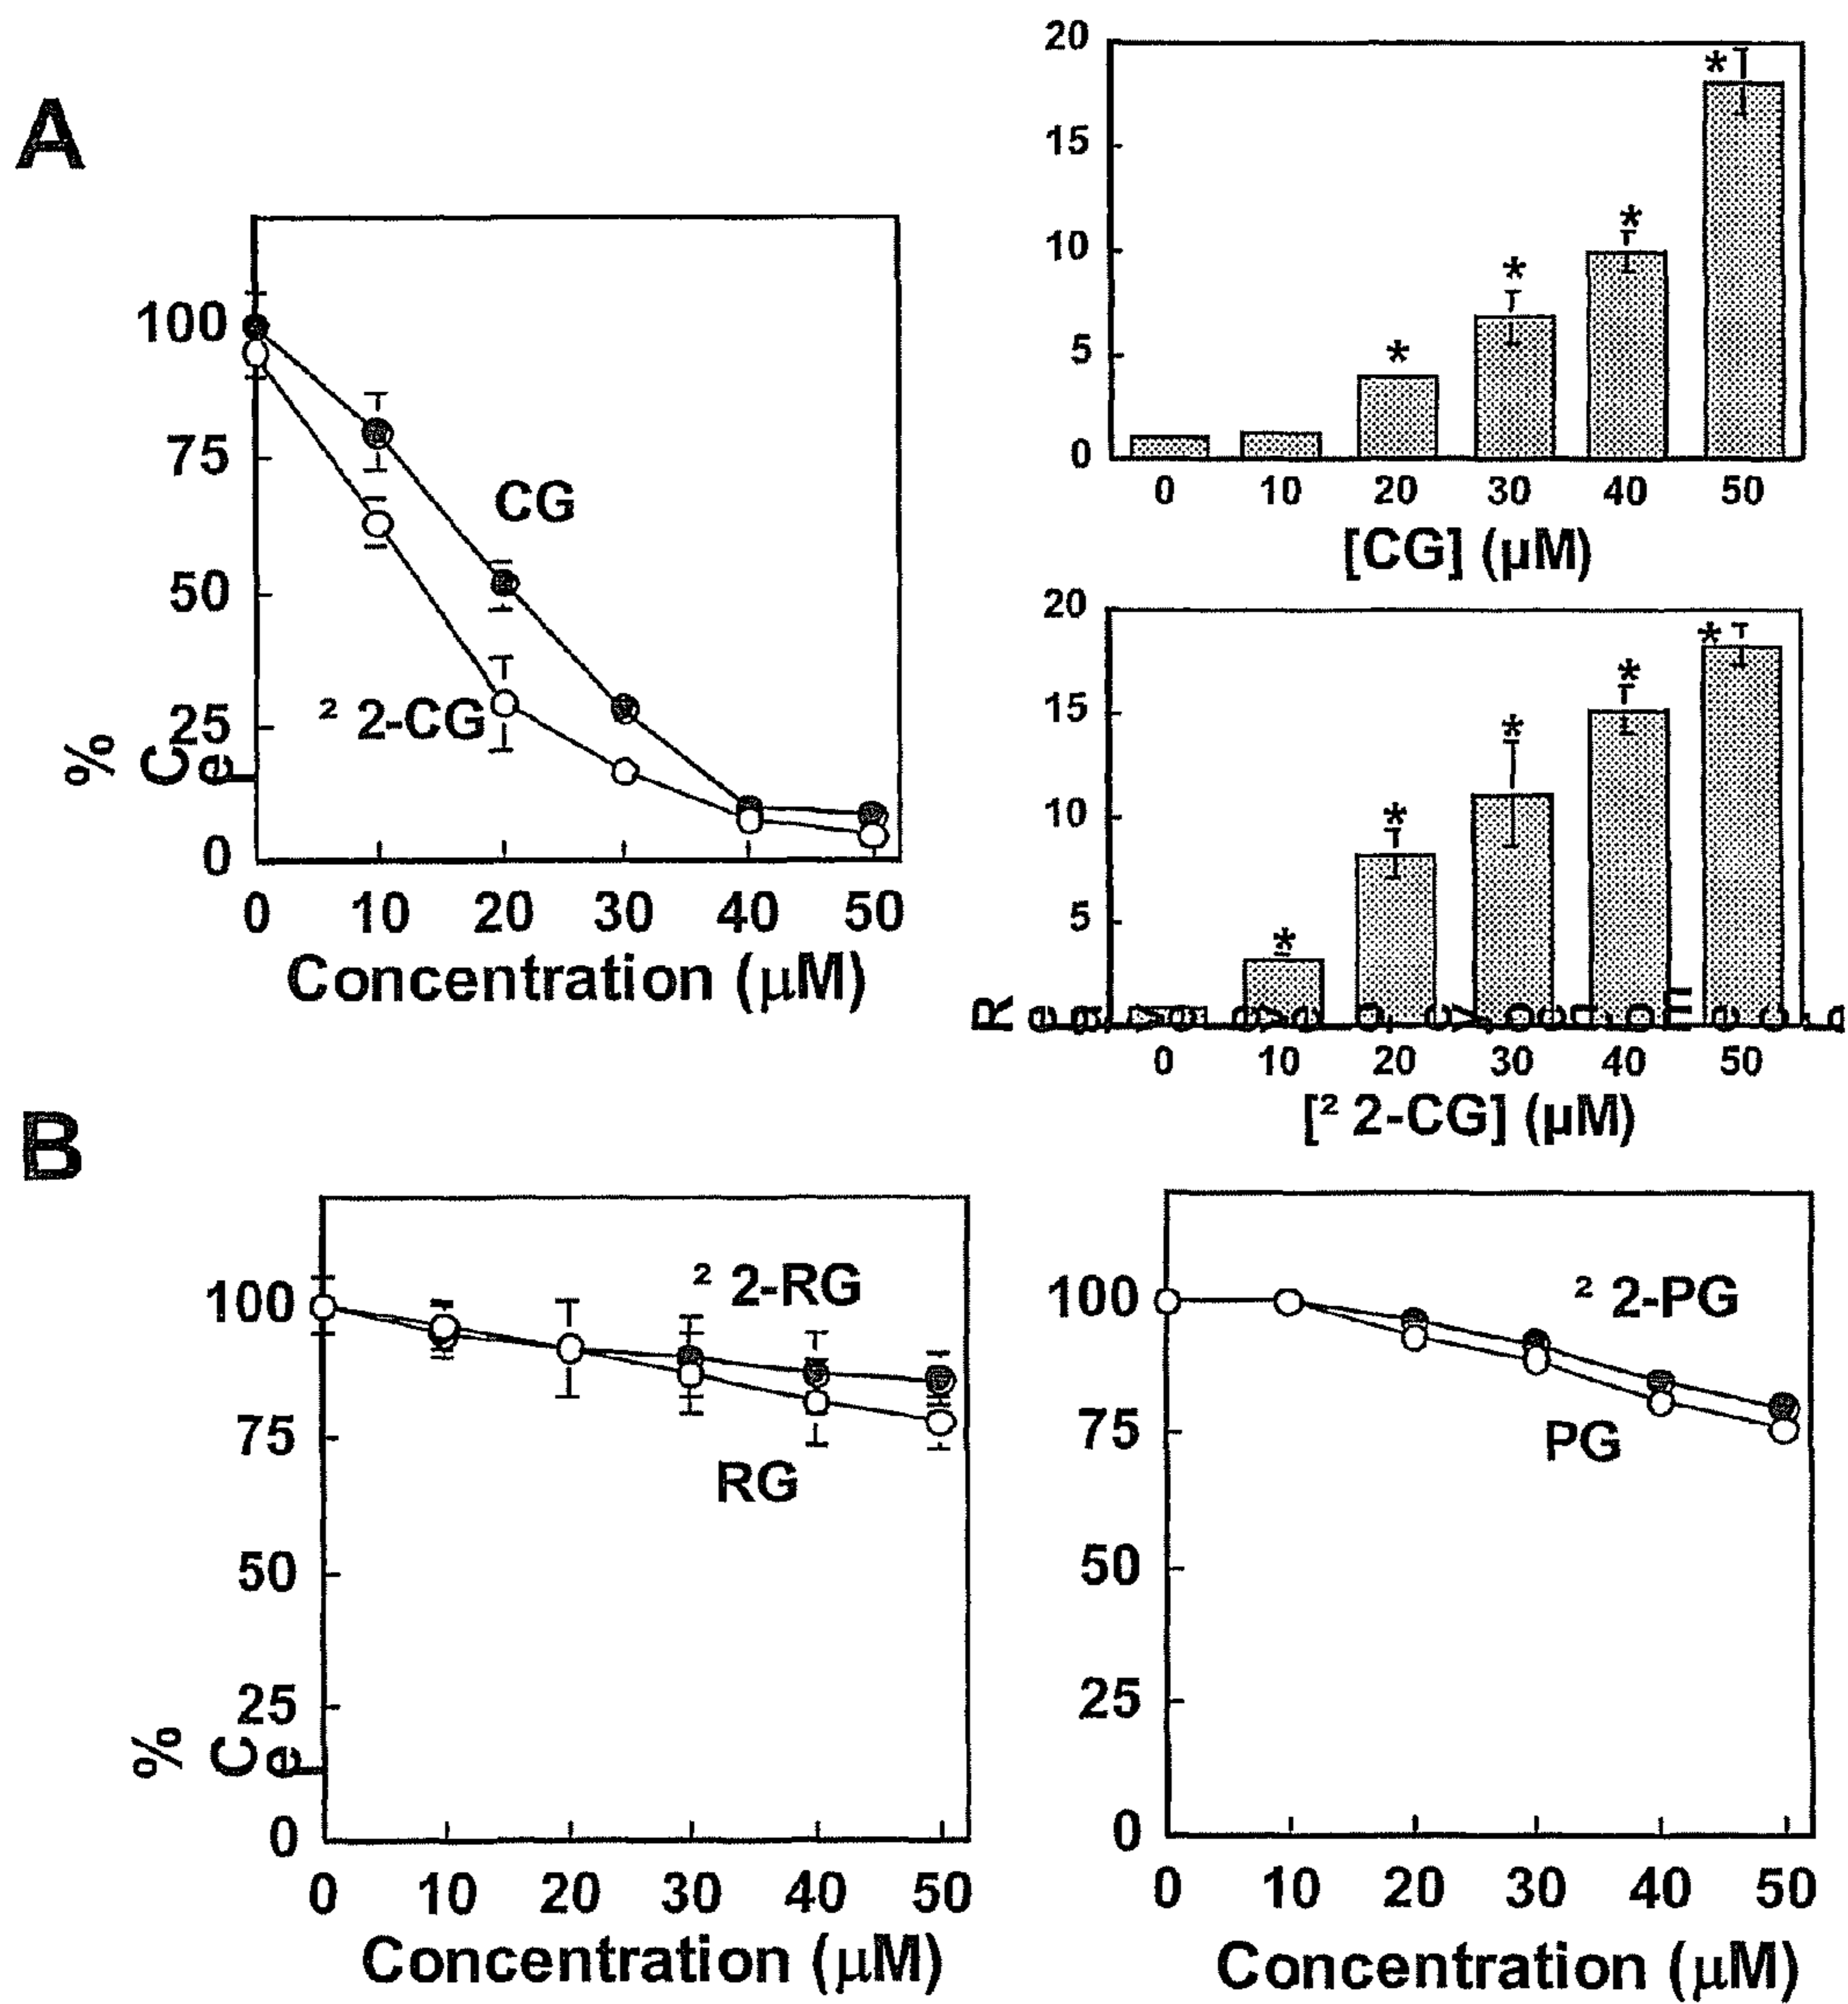 A
100
75
50
25
0
% Cel
CG
² 2-CG
0 10 20 30 40 50
Concentration (μM)
20
15
10
5
0
* * * *
0 10 20 30 40 50
[CG] (μM)
20
15
10
5
* * * * *
0 10 20 30 40 50
[² 2-CG] (μM)
B
100
75
50
25
0
% Cel
² 2-RG
RG
0 10 20 30 40 50
Concentration (μM)
100
75
50
25
0
² 2-PG
PG
0 10 20 30 40 50
Concentration (μM)